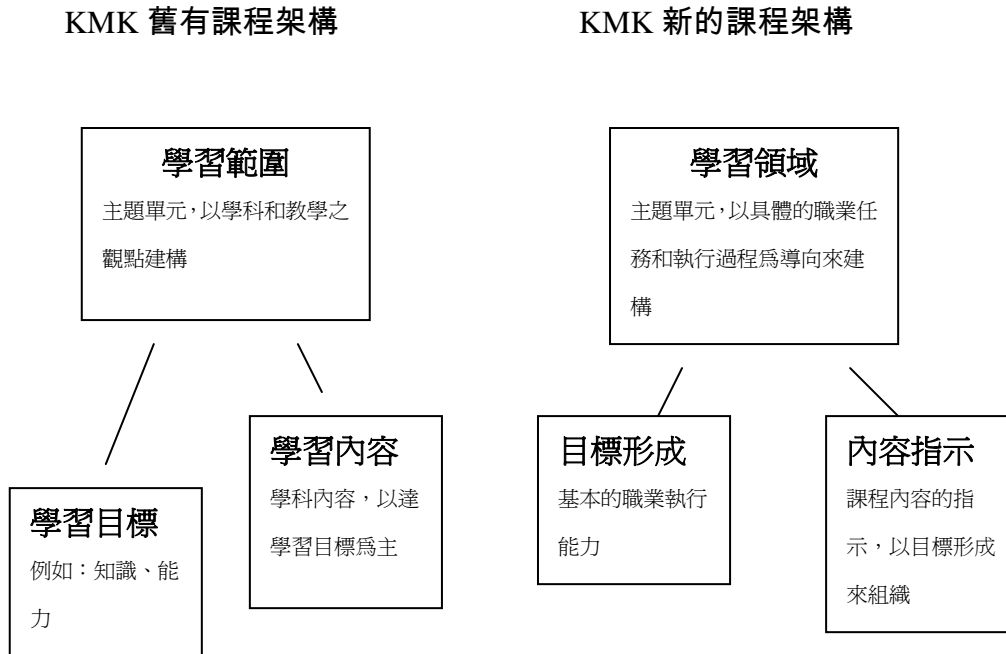 KMK 舊有課程架構
KMK 新的課程架構
學習範圍
主題單元，以學科和教學之
觀點建構
學習領域
主題單元，以具體的職業任
務和執行過程爲導向來建
構
學習目標
例如：知識、能
力
學習內容
學科內容，以達
學習目標爲主
目標形成
基本的職業執行
能力
內容指示
課程內容的指
示，以目標形成
來組織